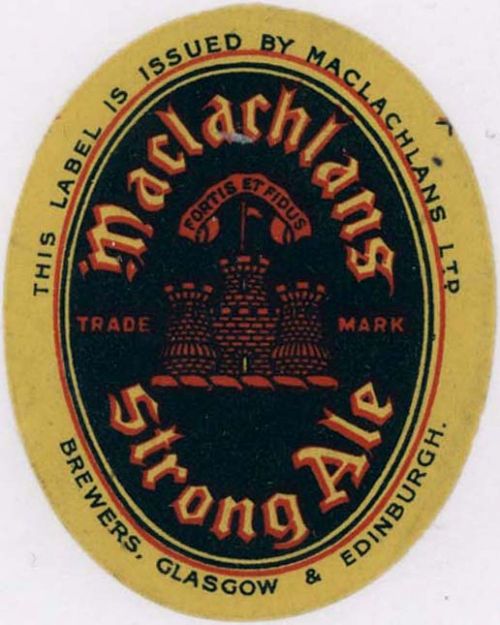 THIS LABEL IS ISSUED BY MACLACHLANS LTD
Maclachlans
FORTIS ET FIDUS
TRADE MARK
Strong Ale
BREWERS, GLASGOW & EDINBURGH.